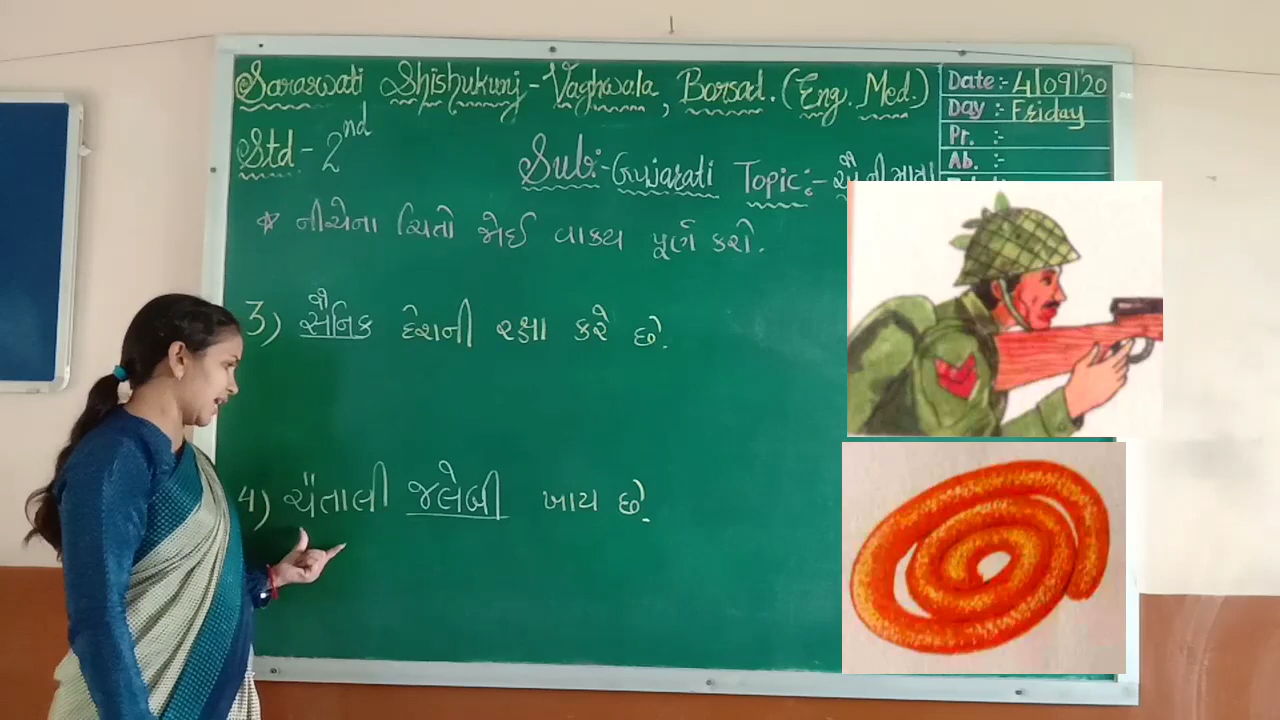 Saraswati Shishukunj - Vaghwala, Borsad. (Eng. Med.)
Date:- 4/09/20
Day:- Friday
Pr. :-
Ab. :-
Std - 2nd
Sub:- Gujarati Topic:-
* નીચેના ચિતો જોઈ વાક્ય પૂર્ણ કરો.
3) સૈનિક દેશની રક્ષા કરે છે.
4) ચૈતાલી જલેબી ખાય છે.